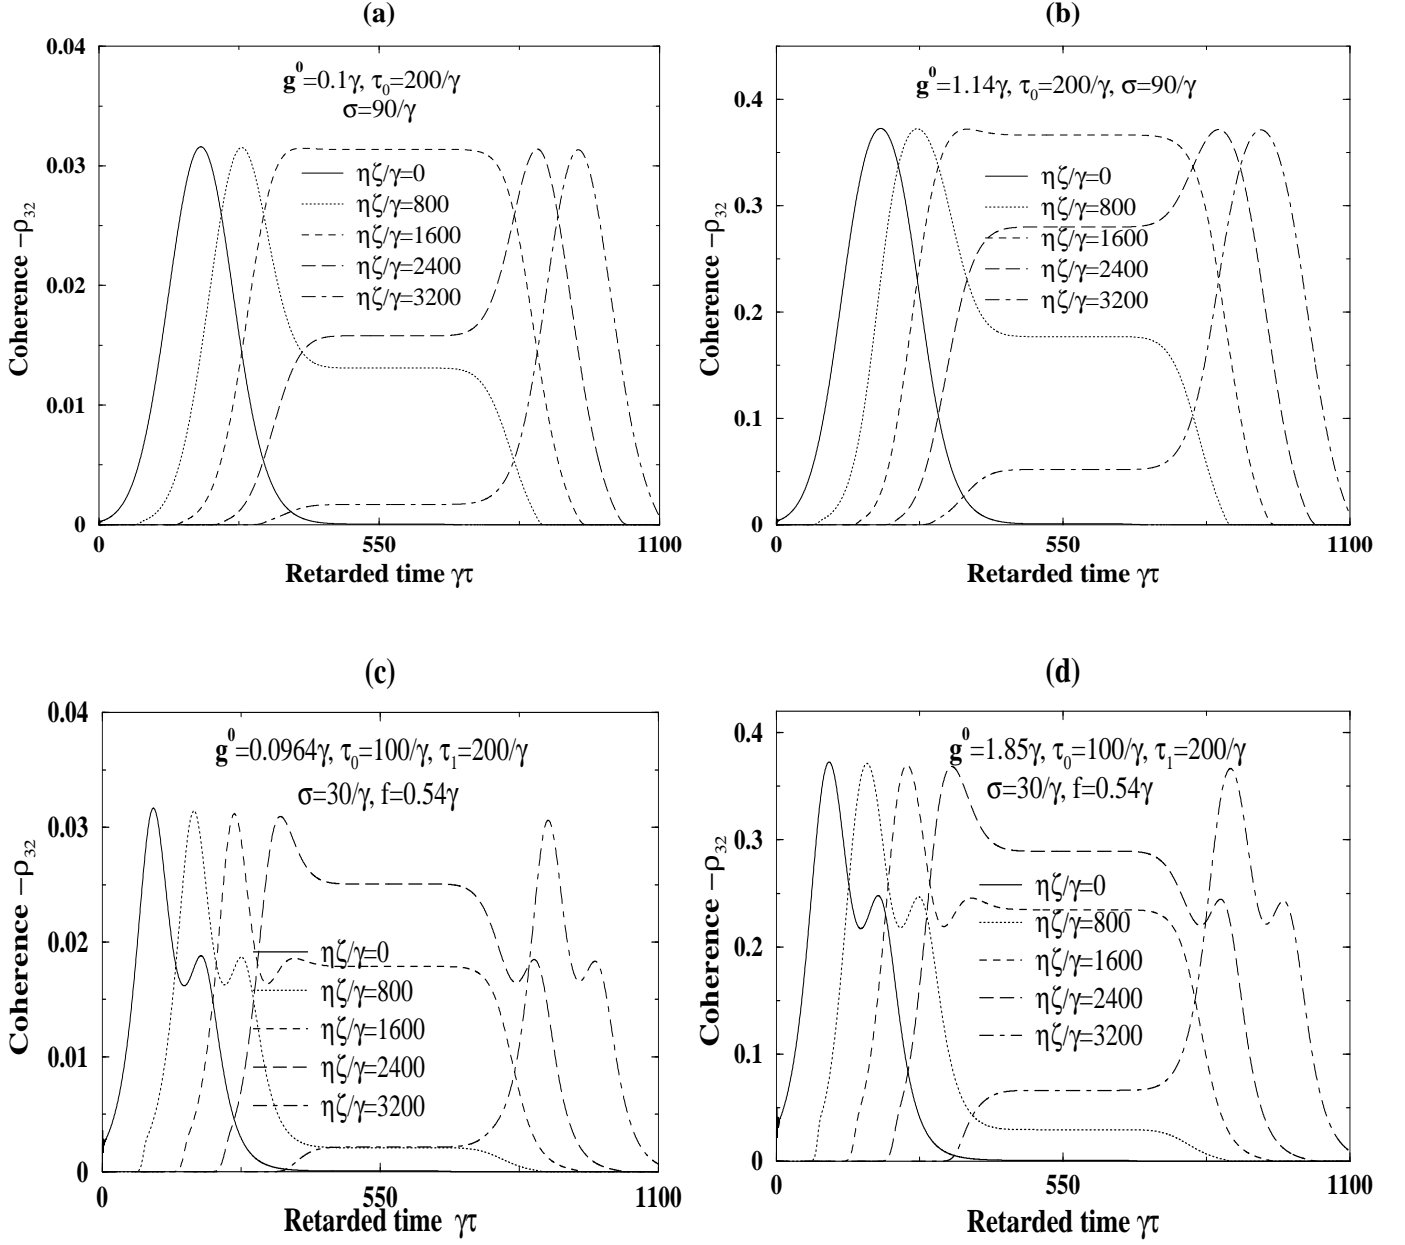 (a)
0.04
0.03
0.02
0.01
0
g⁰=0.1γ, τ₀=200/γ
σ=90/γ
ηζ/γ=0
ηζ/γ=800
ηζ/γ=1600
ηζ/γ=2400
ηζ/γ=3200
Coherence −ρ₃₂
0 550 1100
Retarded time γτ
(b)
0.4
0.3
0.2
0.1
0
g⁰=1.14γ, τ₀=200/γ, σ=90/γ
ηζ/γ=0
ηζ/γ=800
ηζ/γ=1600
ηζ/γ=2400
ηζ/γ=3200
Coherence −ρ₃₂
0 550 1100
Retarded time γτ
(c)
0.04
0.03
0.02
0.01
0
g⁰=0.0964γ, τ₀=100/γ, τ₁=200/γ
σ=30/γ, f=0.54γ
ηζ/γ=0
ηζ/γ=800
ηζ/γ=1600
ηζ/γ=2400
ηζ/γ=3200
Coherence −ρ₃₂
0 550 1100
Retarded time γτ
(d)
0.4
0.3
0.2
0.1
0
g⁰=1.85γ, τ₀=100/γ, τ₁=200/γ
σ=30/γ, f=0.54γ
ηζ/γ=0
ηζ/γ=800
ηζ/γ=1600
ηζ/γ=2400
ηζ/γ=3200
Coherence −ρ₃₂
0 550 1100
Retarded time γτ